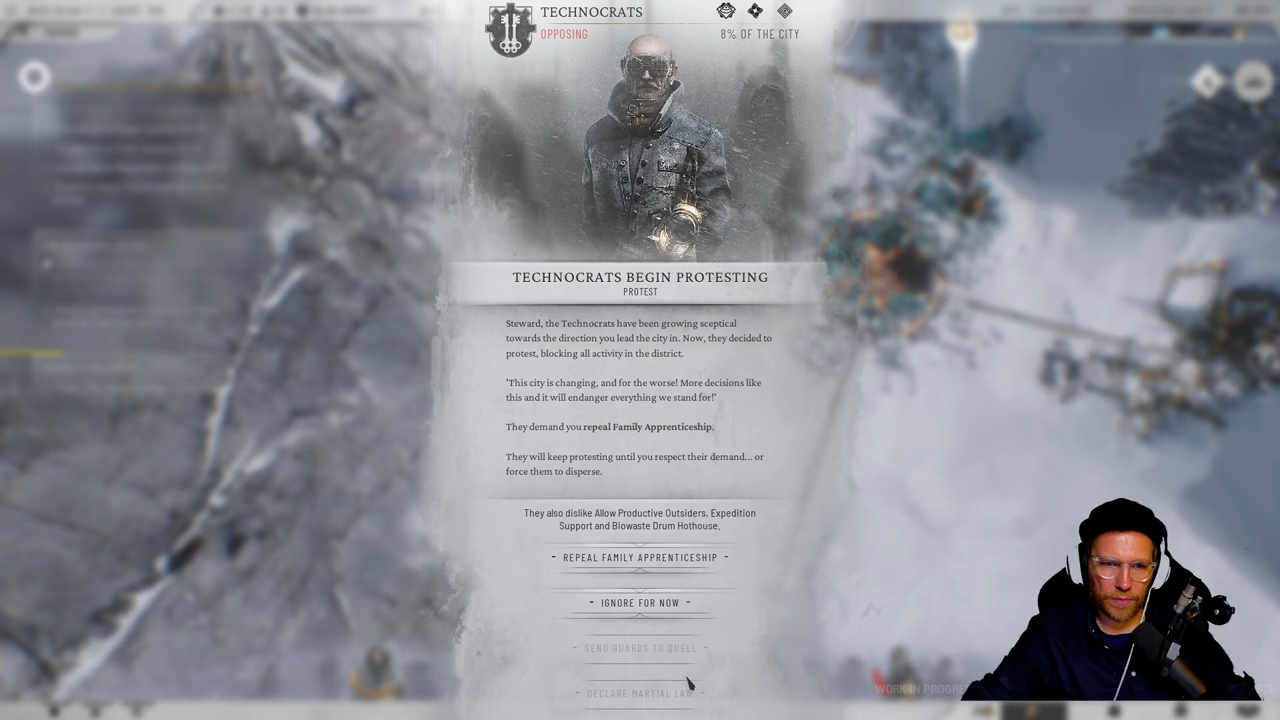 TECHNOCRATS
OPPOSING
8% OF THE CITY
TECHNOCRATS BEGIN PROTESTING
PROTEST
Steward, the Technocrats have been growing sceptical
towards the direction you lead the city in. Now, they decided to
protest, blocking all activity in the district.
'This city is changing, and for the worse! More decisions like
this and it will endanger everything we stand for!'
They demand you repeal Family Apprenticeship.
They will keep protesting until you respect their demand... or
force them to disperse.
They also dislike Allow Productive Outsiders, Expedition
Support and Biowaste Drum Hothouse.
- REPEAL FAMILY APPRENTICESHIP -
- IGNORE FOR NOW -
- SEND GUARDS TO QUELL -
- DECLARE MARTIAL LAW -
WORK IN